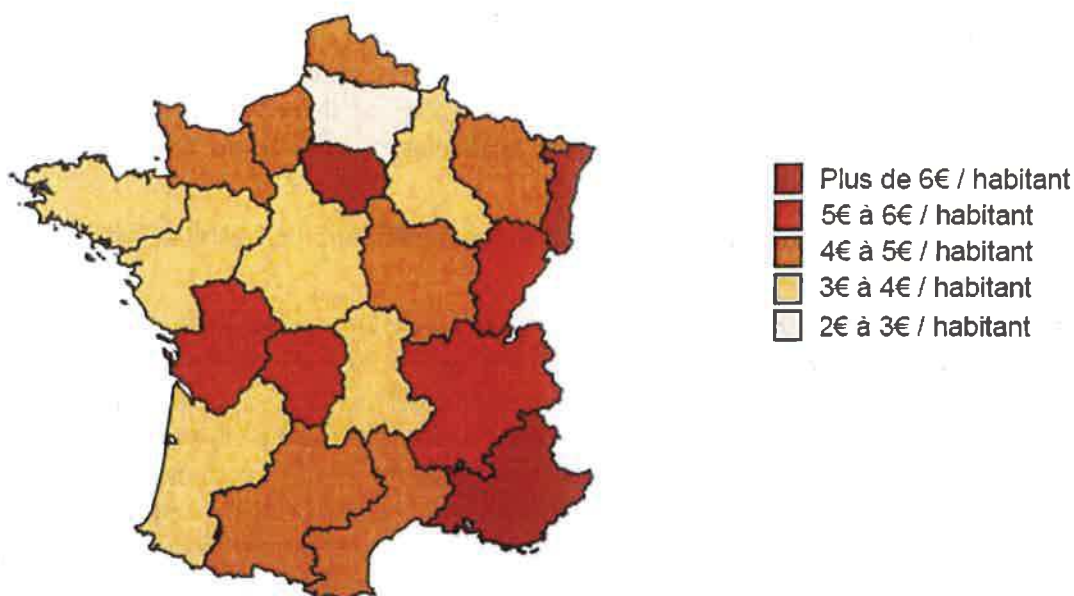 Plus de 6€ / habitant
5€ à 6€ / habitant
4€ à 5€ / habitant
3€ à 4€ / habitant
2€ à 3€ / habitant